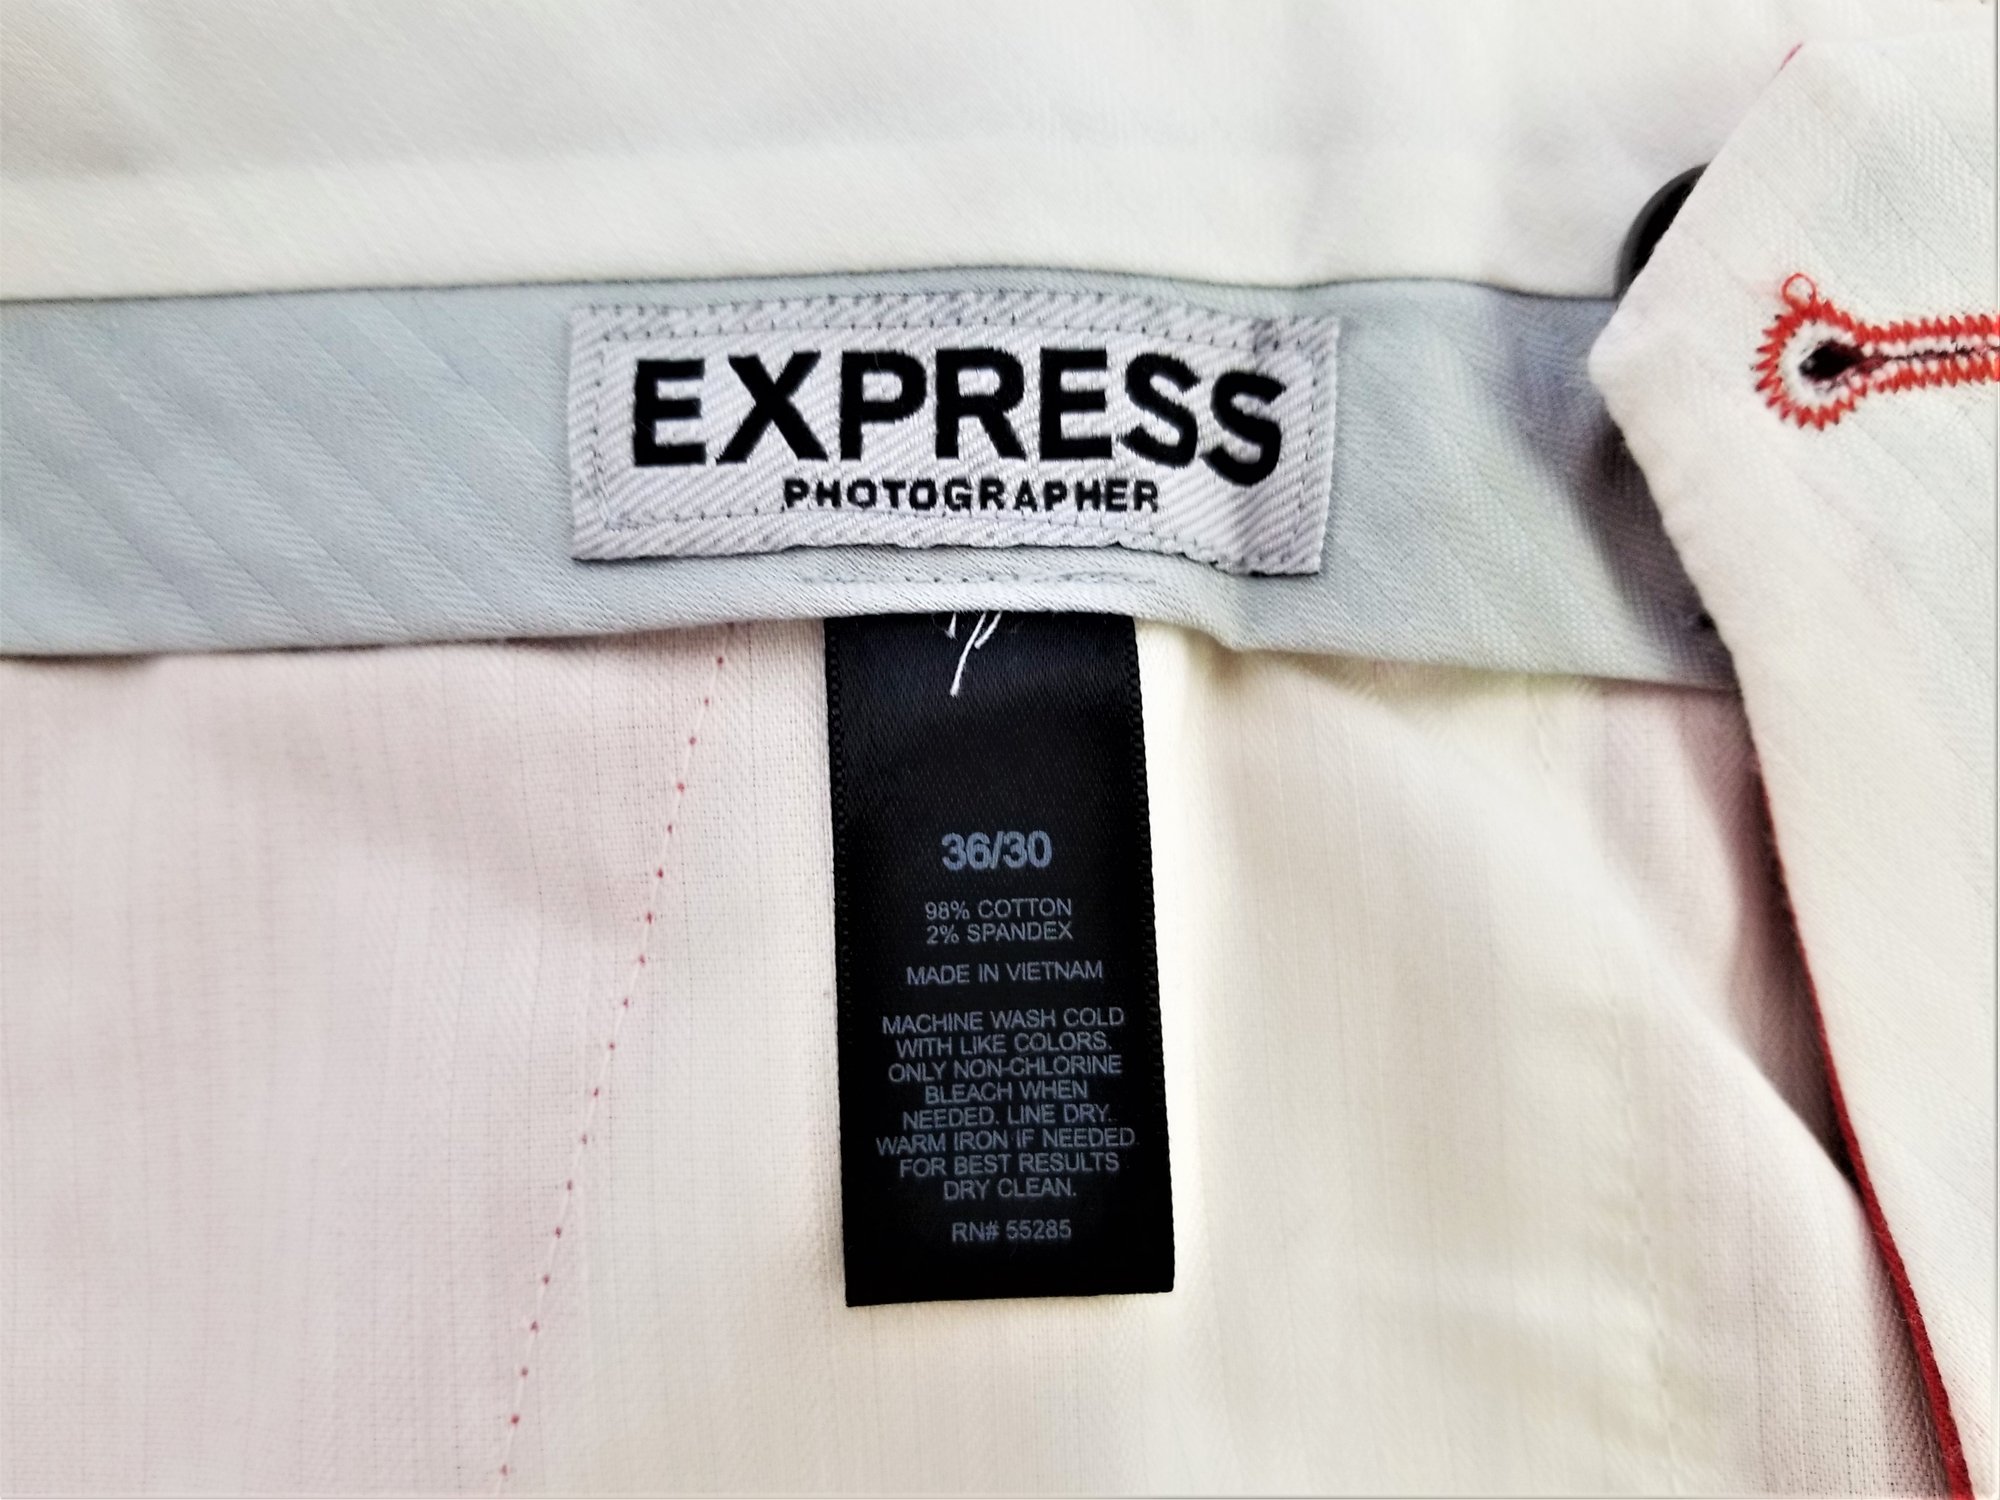 EXPRESS
PHOTOGRAPHER
36/30
98% COTTON
2% SPANDEX
MADE IN VIETNAM
MACHINE WASH COLD
WITH LIKE COLORS.
ONLY NON-CHLORINE
BLEACH WHEN
NEEDED. LINE DRY.
WARM IRON IF NEEDED
FOR BEST RESULTS
DRY CLEAN.
RN# 55285